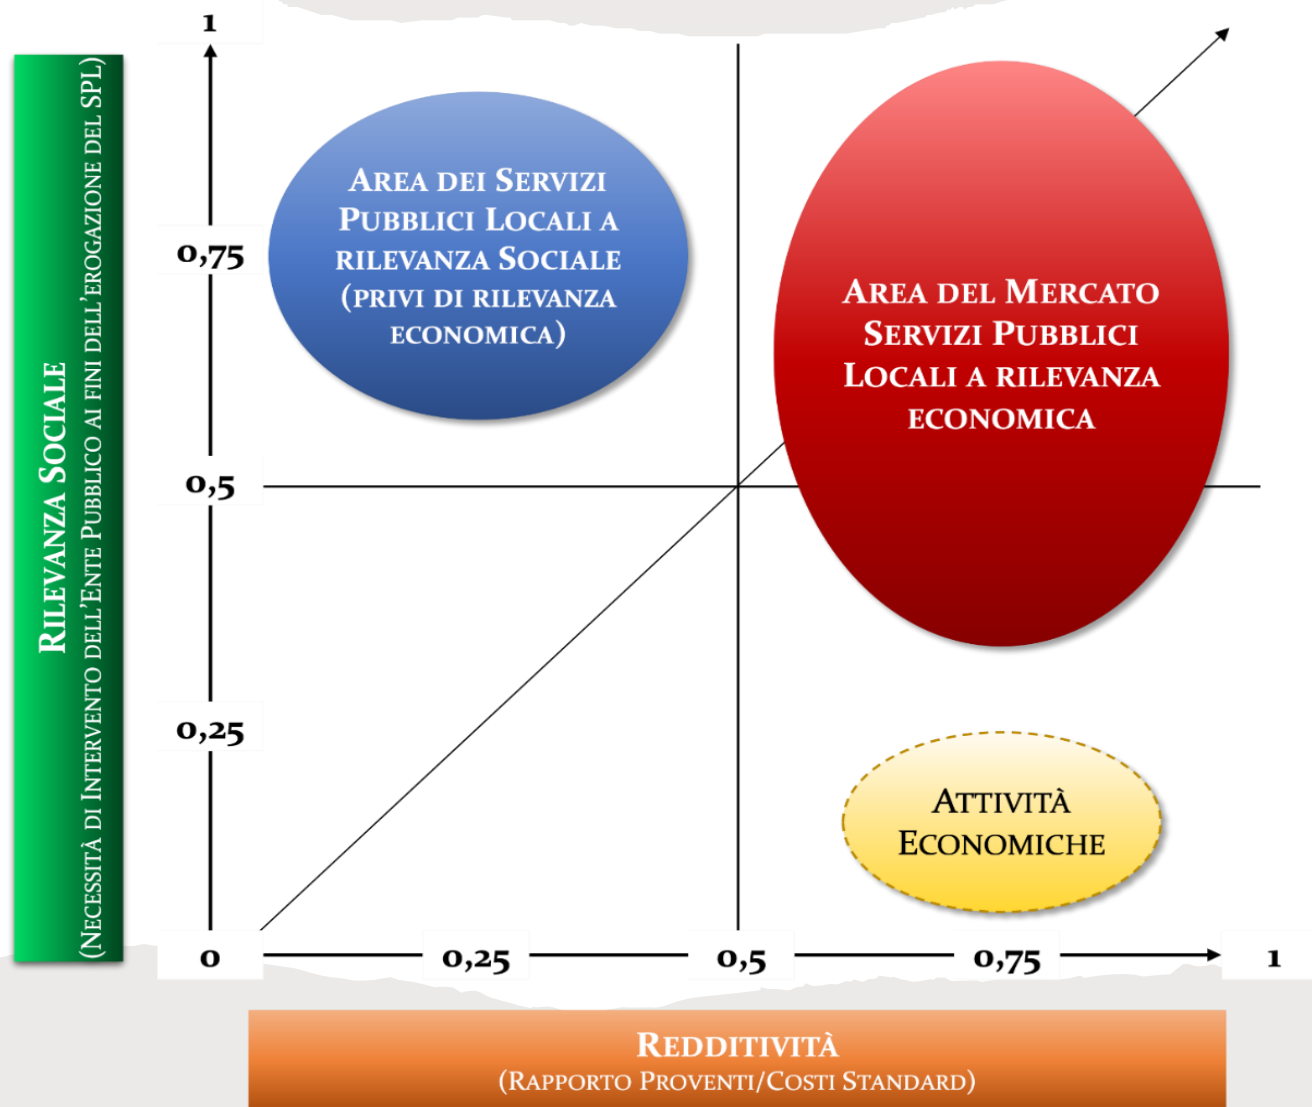 1
RILEVANZA SOCIALE
(NECESSITÀ DI INTERVENTO DELL'ENTE PUBBLICO AI FINI DELL'EROGAZIONE DEL SPL)
AREA DEI SERVIZI
PUBBLICI LOCALI A
RILEVANZA SOCIALE
(PRIVI DI RILEVANZA
ECONOMICA)
0,75
AREA DEL MERCATO
SERVIZI PUBBLICI
LOCALI A RILEVANZA
ECONOMICA
0,5
0,25
ATTIVITÀ
ECONOMICHE
0
0,25
0,5
0,75
1
REDDITIVITÀ
(RAPPORTO PROVENTI/COSTI STANDARD)